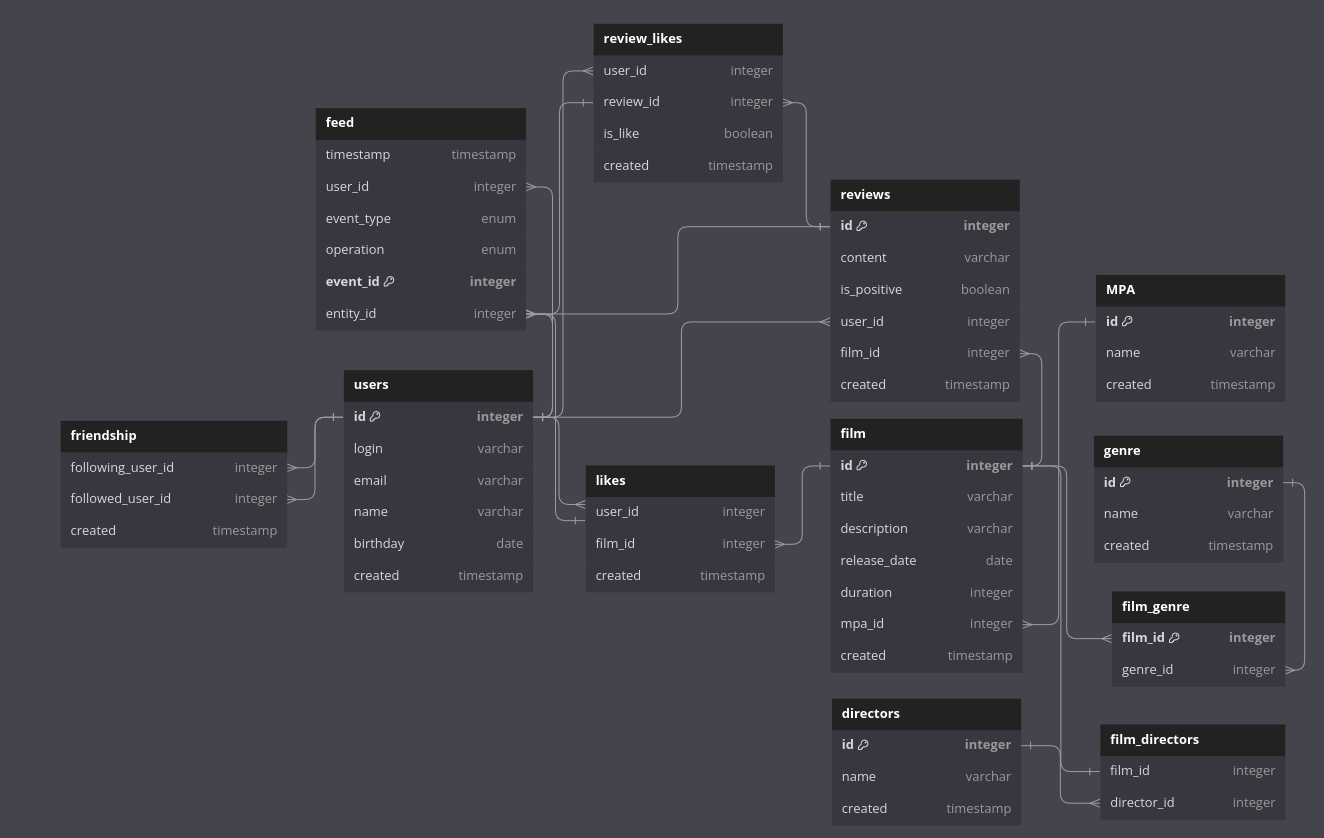 review_likes
user_id integer
review_id integer
is_like boolean
created timestamp
feed
timestamp timestamp
user_id integer
event_type enum
operation enum
event_id integer
entity_id integer
reviews
id integer
content varchar
is_positive boolean
user_id integer
film_id integer
created timestamp
MPA
id integer
name varchar
created timestamp
users
id integer
login varchar
email varchar
name varchar
birthday date
created timestamp
friendship
following_user_id integer
followed_user_id integer
created timestamp
likes
user_id integer
film_id integer
created timestamp
film
id integer
title varchar
description varchar
release_date date
duration integer
mpa_id integer
created timestamp
genre
id integer
name varchar
created timestamp
film_genre
film_id integer
genre_id integer
directors
id integer
name varchar
created timestamp
film_directors
film_id integer
director_id integer